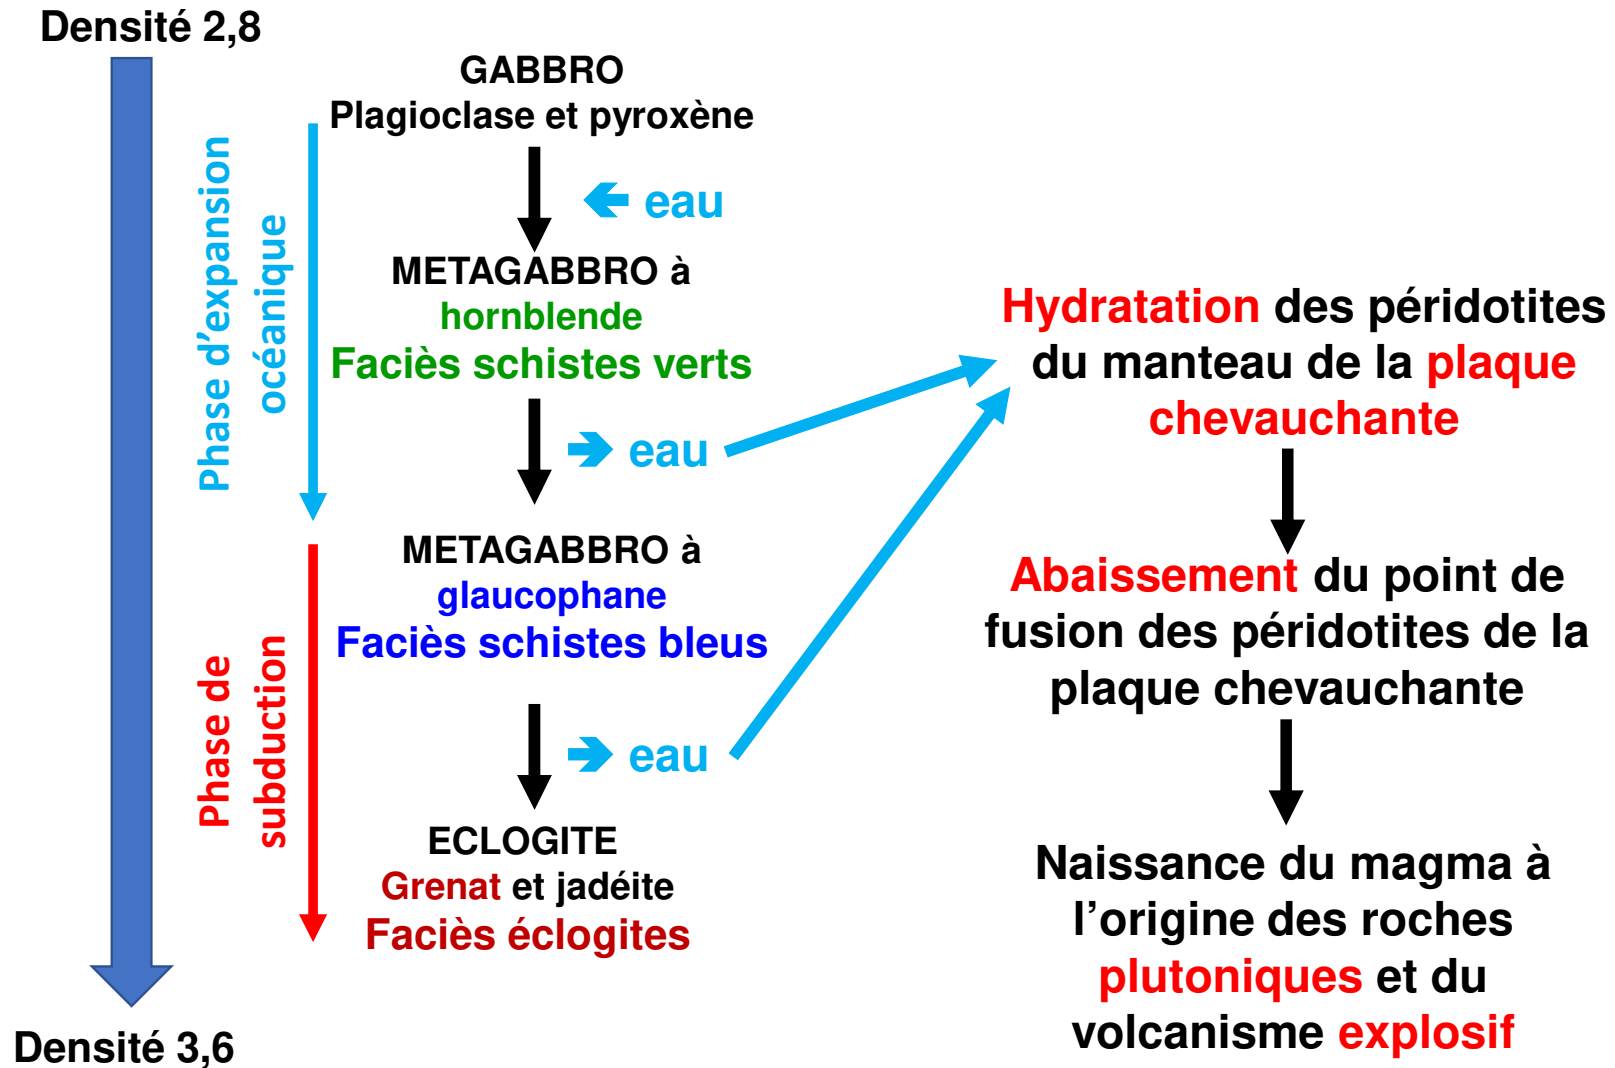 Densité 2,8
GABBRO
Plagioclase et pyroxène
eau
METAGABBRO à
hornblende
Faciès schistes verts
eau
METAGABBRO à
glaucophane
Faciès schistes bleus
eau
ECLOGITE
Grenat et jadéite
Faciès éclogites
Phase d'expansion
océanique
Phase de
subduction
Densité 3,6
Hydratation des péridotites
du manteau de la plaque
chevauchante
Abaissement du point de
fusion des péridotites de la
plaque chevauchante
Naissance du magma à
l'origine des roches
plutoniques et du
volcanisme explosif